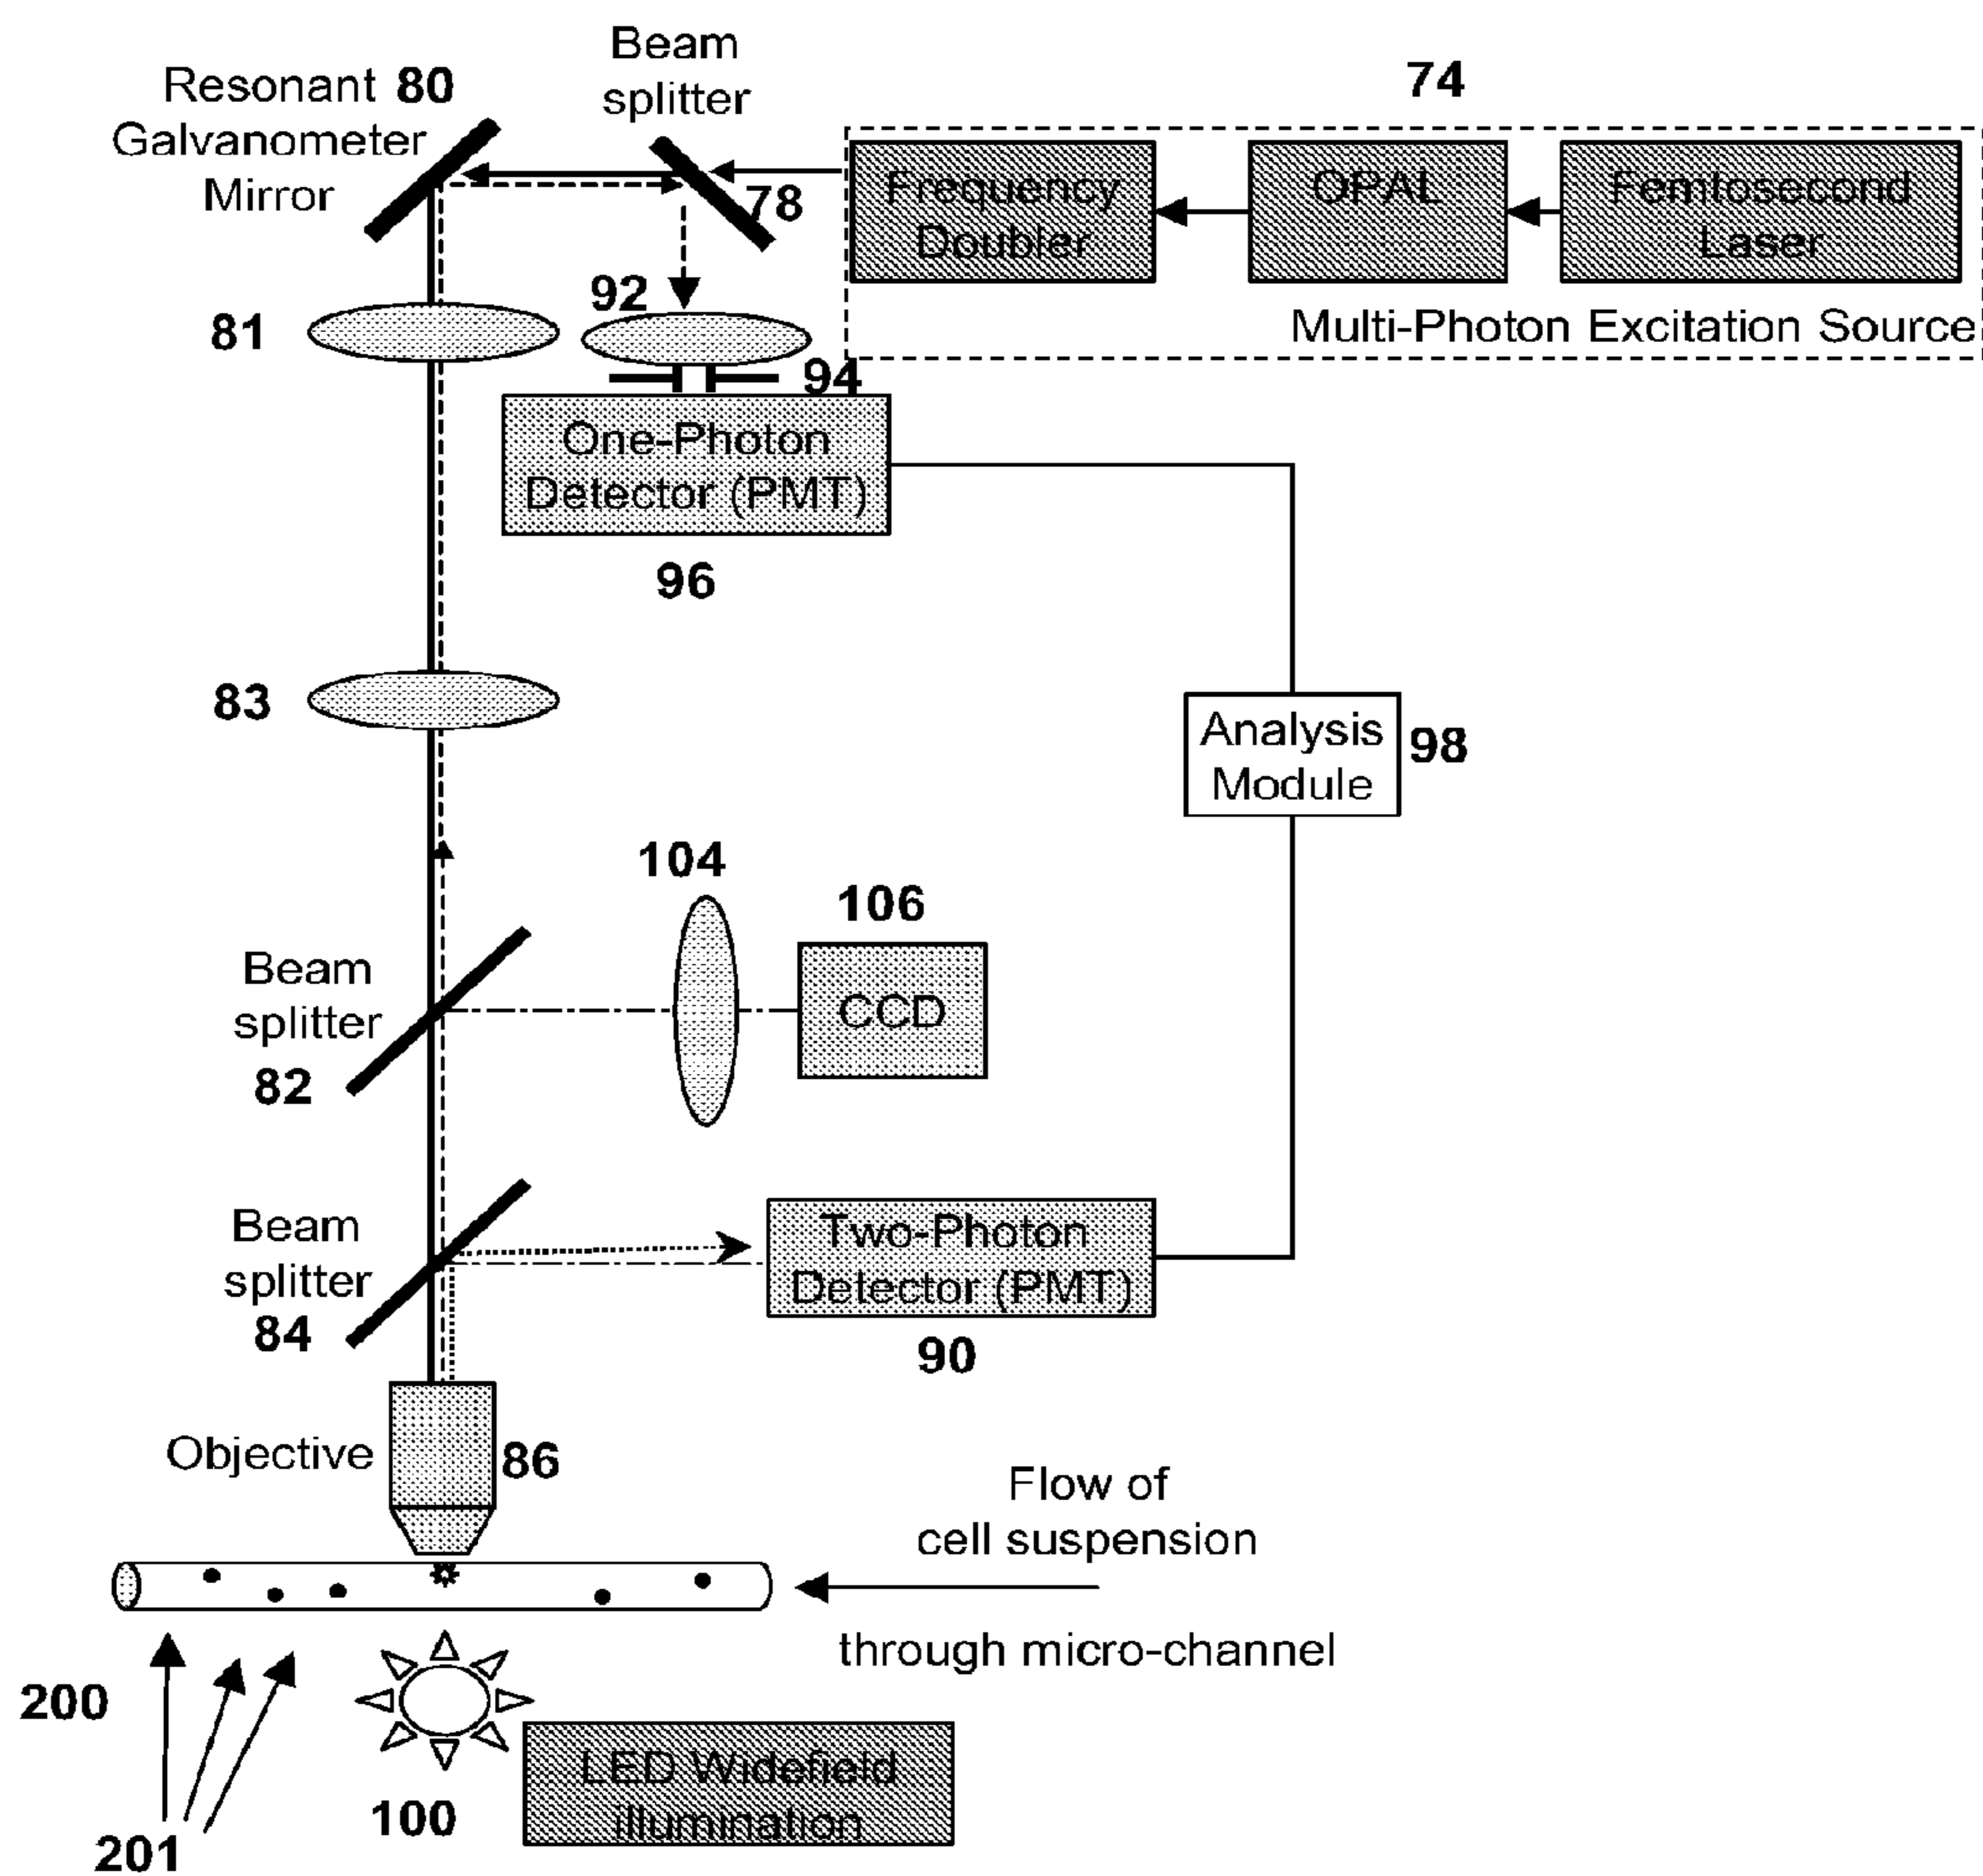 Beam
splitter
Resonant 80
Galvanometer
Mirror
78
74
Frequency
Doubler
OPAL
Femtosecond
Laser
Multi-Photon Excitation Source
81
92
94
One-Photon
Detector (PMT)
96
83
Analysis
Module
98
104
106
CCD
Beam
splitter
82
Beam
splitter
84
Two-Photon
Detector (PMT)
90
Objective
86
Flow of
cell suspension
through micro-channel
200
201
100
LED Widefield
illumination